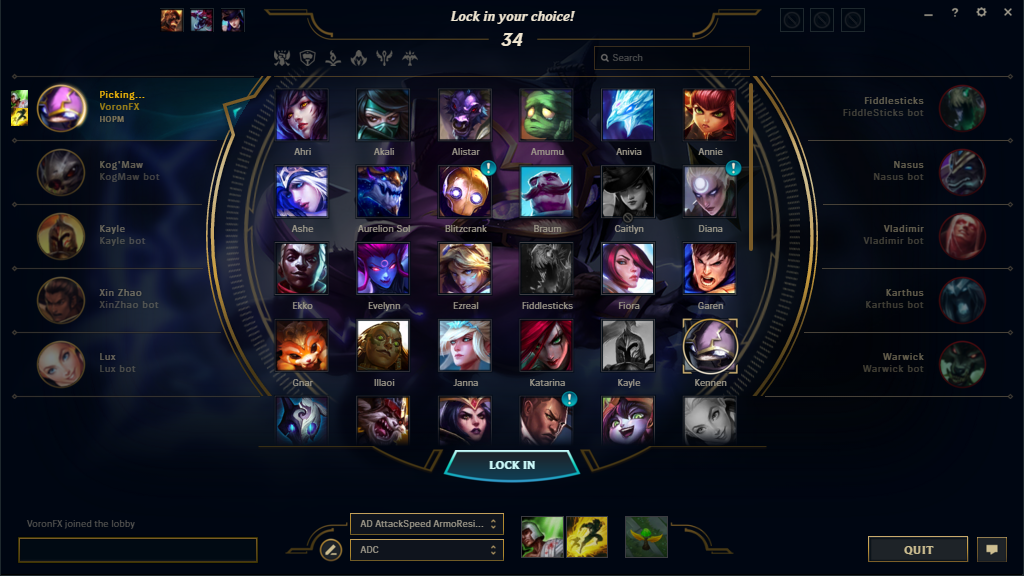 Lock in your choice!
34
? 
Search
Picking...
VoronFX
НОРМ
Kog'Maw
KogMaw bot
Kayle
Kayle bot
Xin Zhao
XinZhao bot
Lux
Lux bot
Ahri
Akali
Alistar
Amumu
Anivia
Annie
Ashe
Aurelion Sol
Blitzcrank
Braum
Caitlyn
Diana
Ekko
Evelynn
Ezreal
Fiddlesticks
Fiora
Garen
Gnar
Illaoi
Janna
Katarina
Kayle
Kennen
Fiddlesticks
FiddleSticks bot
Nasus
Nasus bot
Vladimir
Vladimir bot
Karthus
Karthus bot
Warwick
Warwick bot
LOCK IN
VoronFX joined the lobby
AD AttackSpeed ArmoResi...
ADC
QUIT